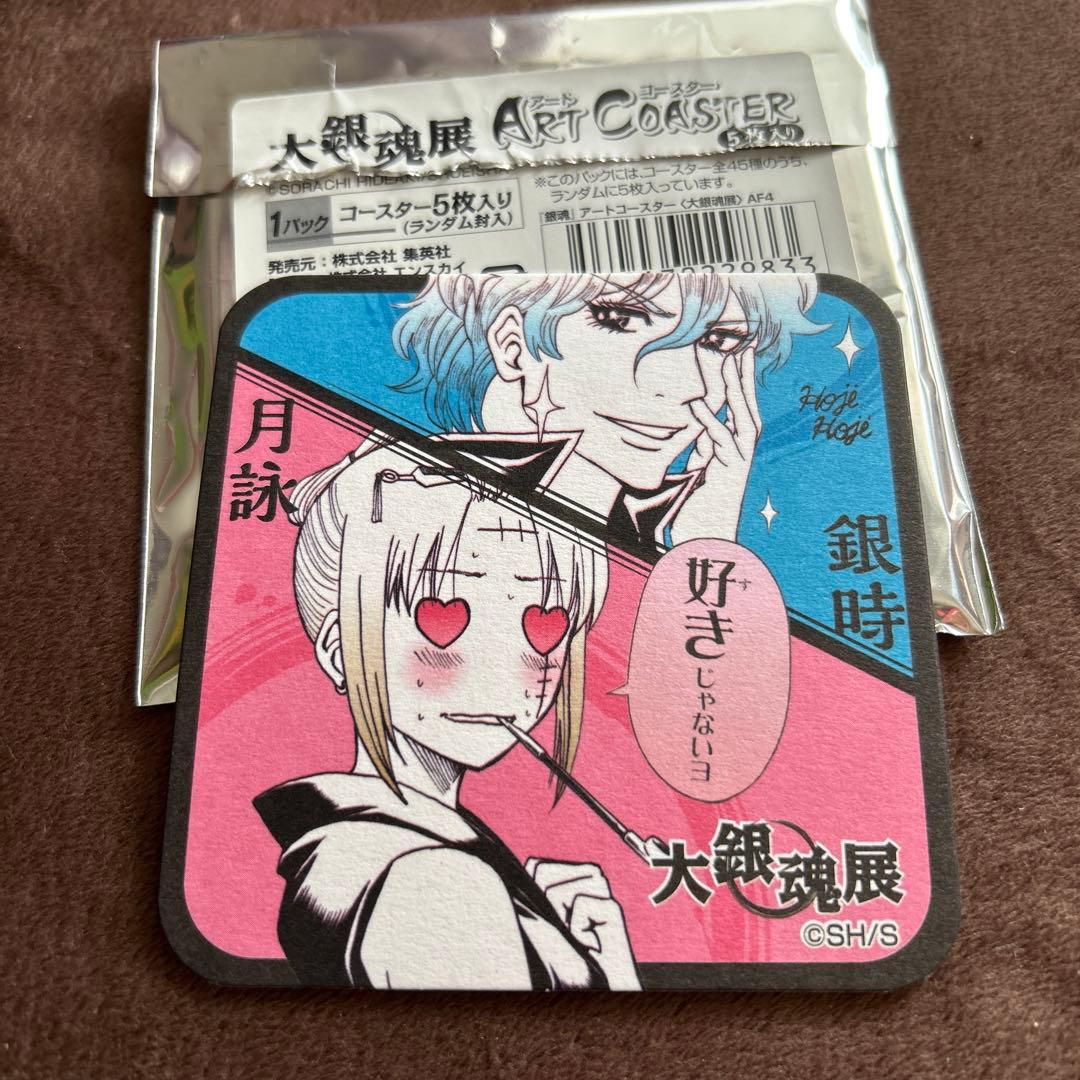 大銀魂展 アート コースター
ART COASTER
5枚入り
©SORACHI HIDEAKI/SHUEISHA
※このパックには、コースター全45種のうち、
ランダムに5枚入っています。
1パック コースター5枚入り
(ランダム封入)
『銀魂』アートコースター〈大銀魂展〉AF4
発売元:株式会社 集英社
株式会社 エンスカイ
月詠
Hoji
Hoji
銀時
好す
き
じゃないヨ
大銀魂展
©SH/S